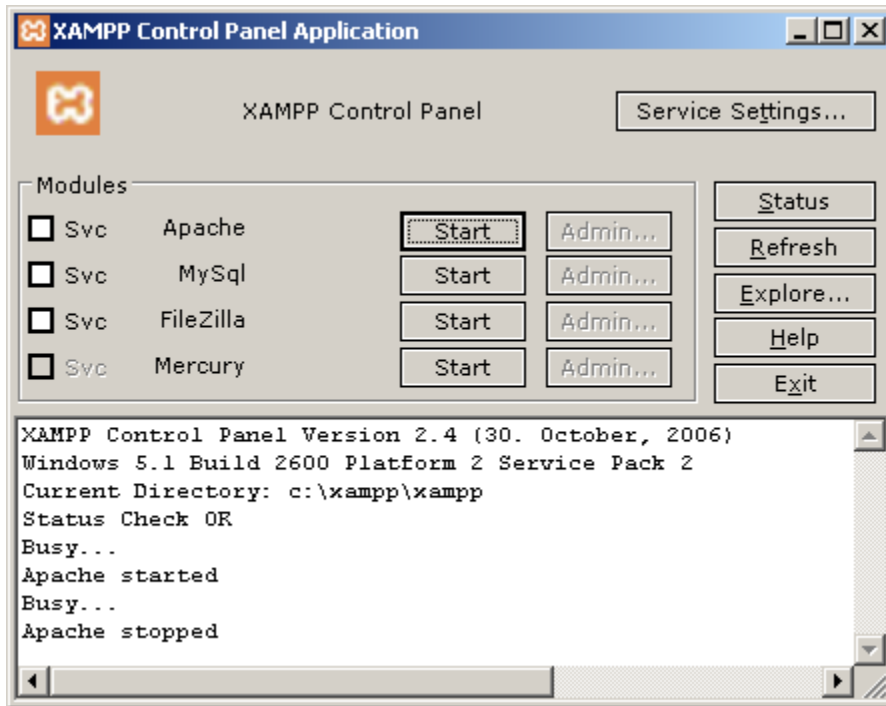 XAMPP Control Panel Application
XAMPP Control Panel
Service Settings...
Modules
Svc Apache Start Admin...
Svc MySql Start Admin...
Svc FileZilla Start Admin...
Svc Mercury Start Admin...
Status
Refresh
Explore...
Help
Exit
XAMPP Control Panel Version 2.4 (30. October, 2006)
Windows 5.1 Build 2600 Platform 2 Service Pack 2
Current Directory: c:\xampp\xampp
Status Check OK
Busy...
Apache started
Busy...
Apache stopped